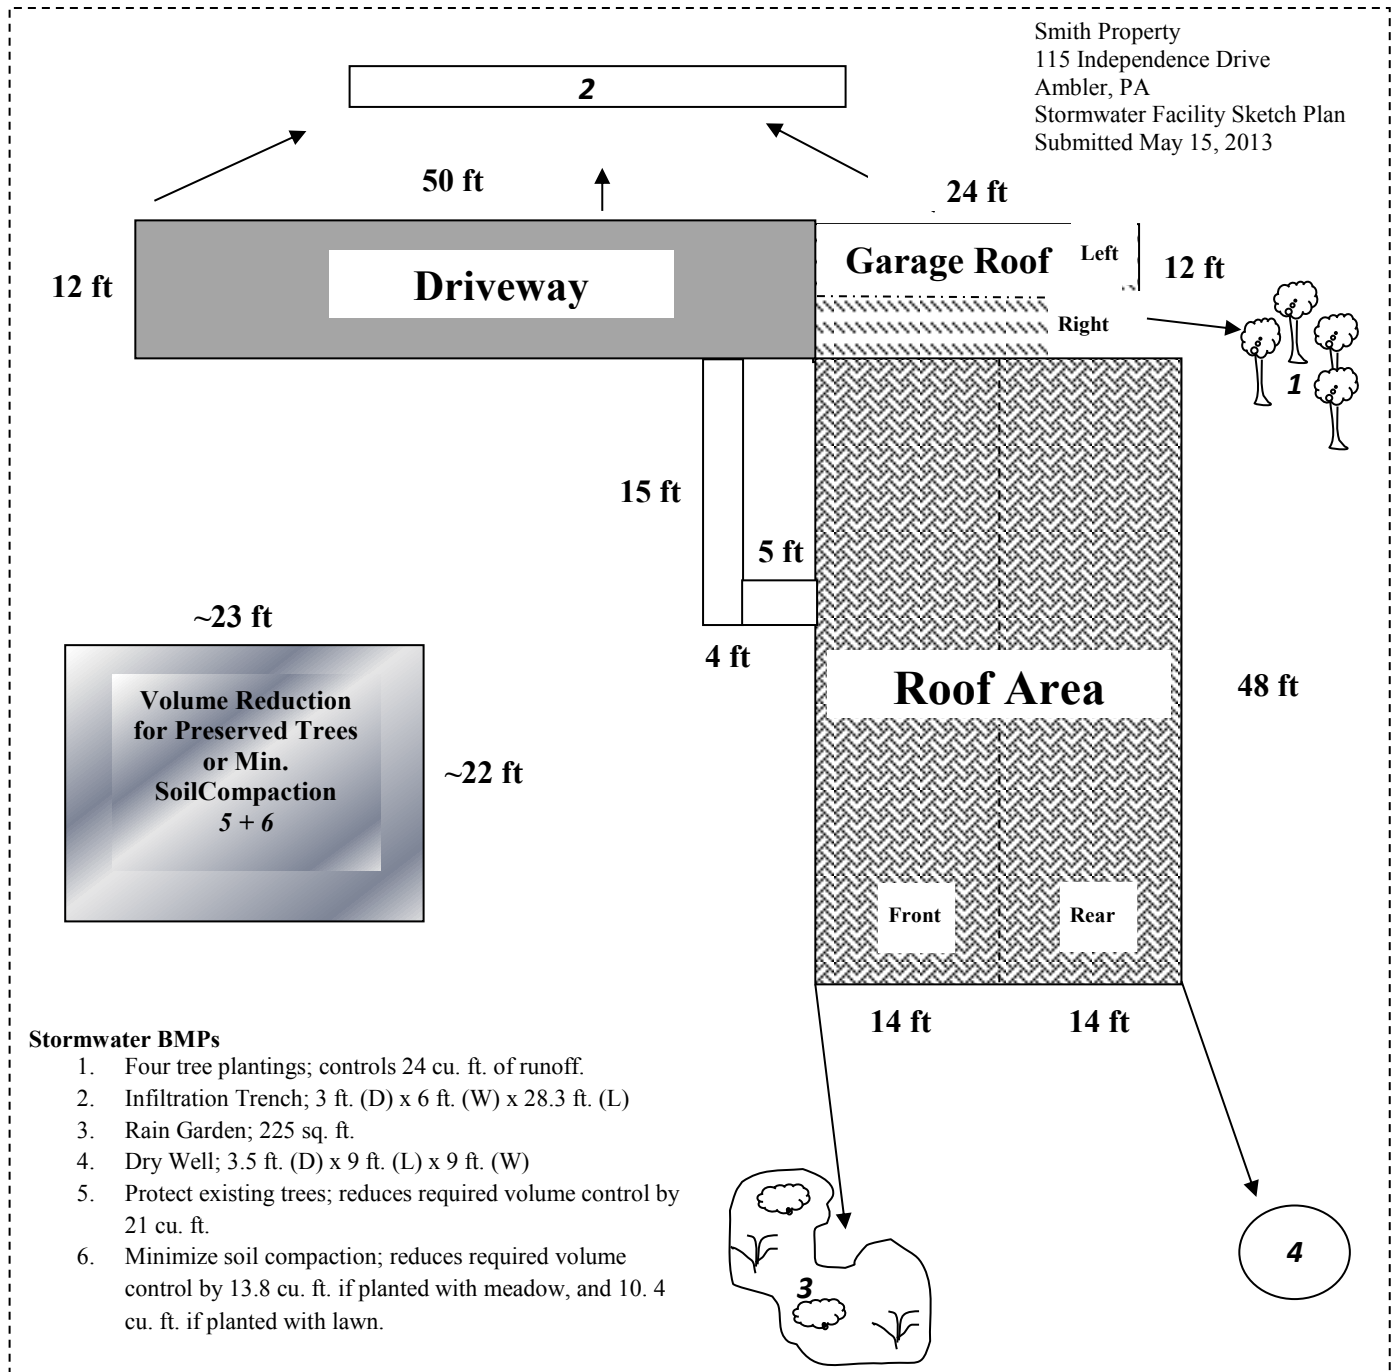 Smith Property
115 Independence Drive
Ambler, PA
Stormwater Facility Sketch Plan
Submitted May 15, 2013
2
50 ft
24 ft
12 ft
Driveway
Garage Roof
Left
12 ft
Right
1
15 ft
5 ft
4 ft
~23 ft
Volume Reduction
for Preserved Trees
or Min.
SoilCompaction
5 + 6
~22 ft
Roof Area
48 ft
Front
Rear
14 ft
14 ft
Stormwater BMPs
1. Four tree plantings; controls 24 cu. ft. of runoff.
2. Infiltration Trench; 3 ft. (D) x 6 ft. (W) x 28.3 ft. (L)
3. Rain Garden; 225 sq. ft.
4. Dry Well; 3.5 ft. (D) x 9 ft. (L) x 9 ft. (W)
5. Protect existing trees; reduces required volume control by
21 cu. ft.
6. Minimize soil compaction; reduces required volume
control by 13.8 cu. ft. if planted with meadow, and 10. 4
cu. ft. if planted with lawn.
3
4